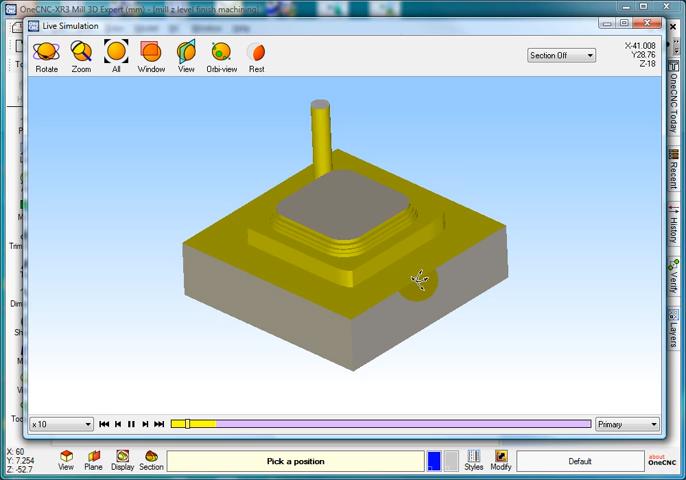 OneCNC-XR3 Mill 3D Expert (mm) - [mill z level finish machining]
Live Simulation
Rotate
Zoom
All
Window
View
Orbi-view
Rest
Section Off
X-41.008
Y28.76
Z-18
OneCNC Today
Recent
History
Verify
Layers
x 10
Primary
X: 60
Y: 7.254
Z: -52.7
View
Plane
Display
Section
Pick a position
Styles
Modify
Default
about
OneCNC